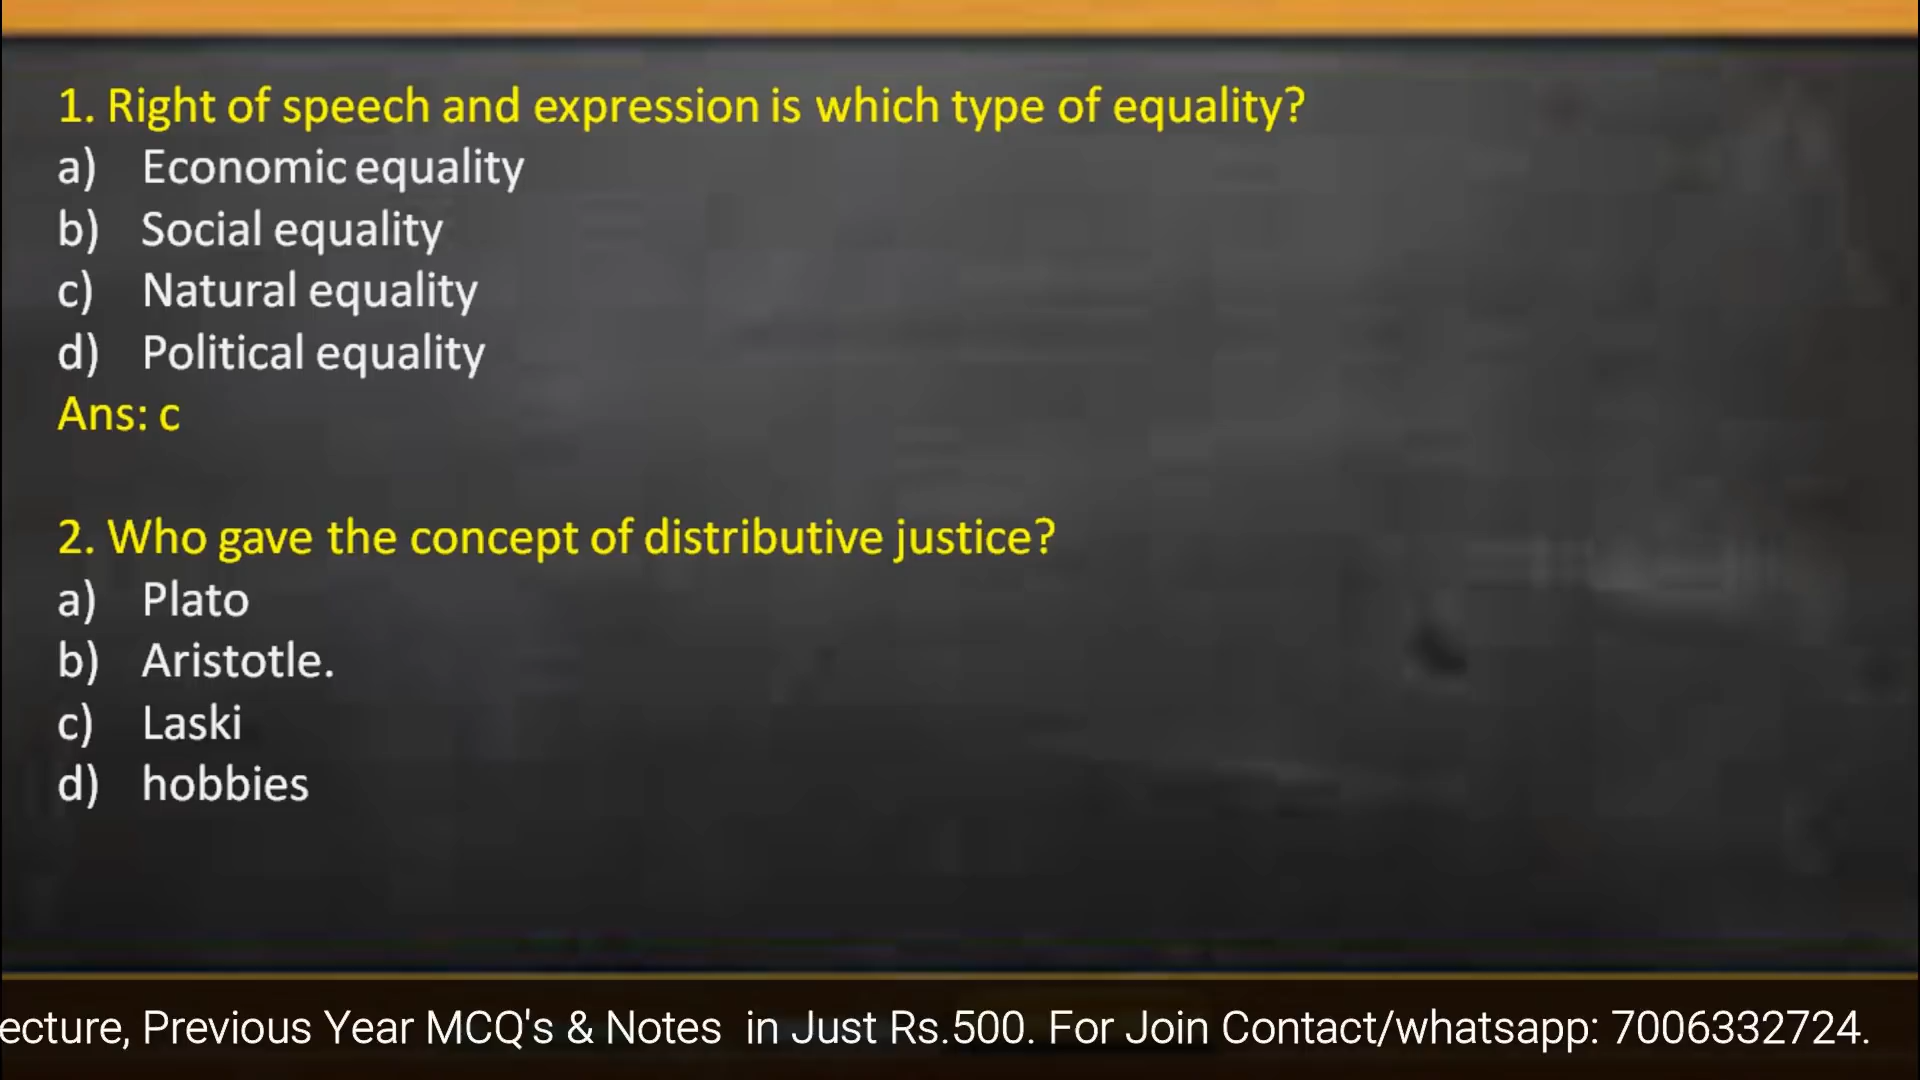 1. Right of speech and expression is which type of equality?
a) Economic equality
b) Social equality
c) Natural equality
d) Political equality
Ans: c
2. Who gave the concept of distributive justice?
a) Plato
b) Aristotle.
c) Laski
d) hobbies
ecture, Previous Year MCQ's & Notes in Just Rs.500. For Join Contact/whatsapp: 7006332724.